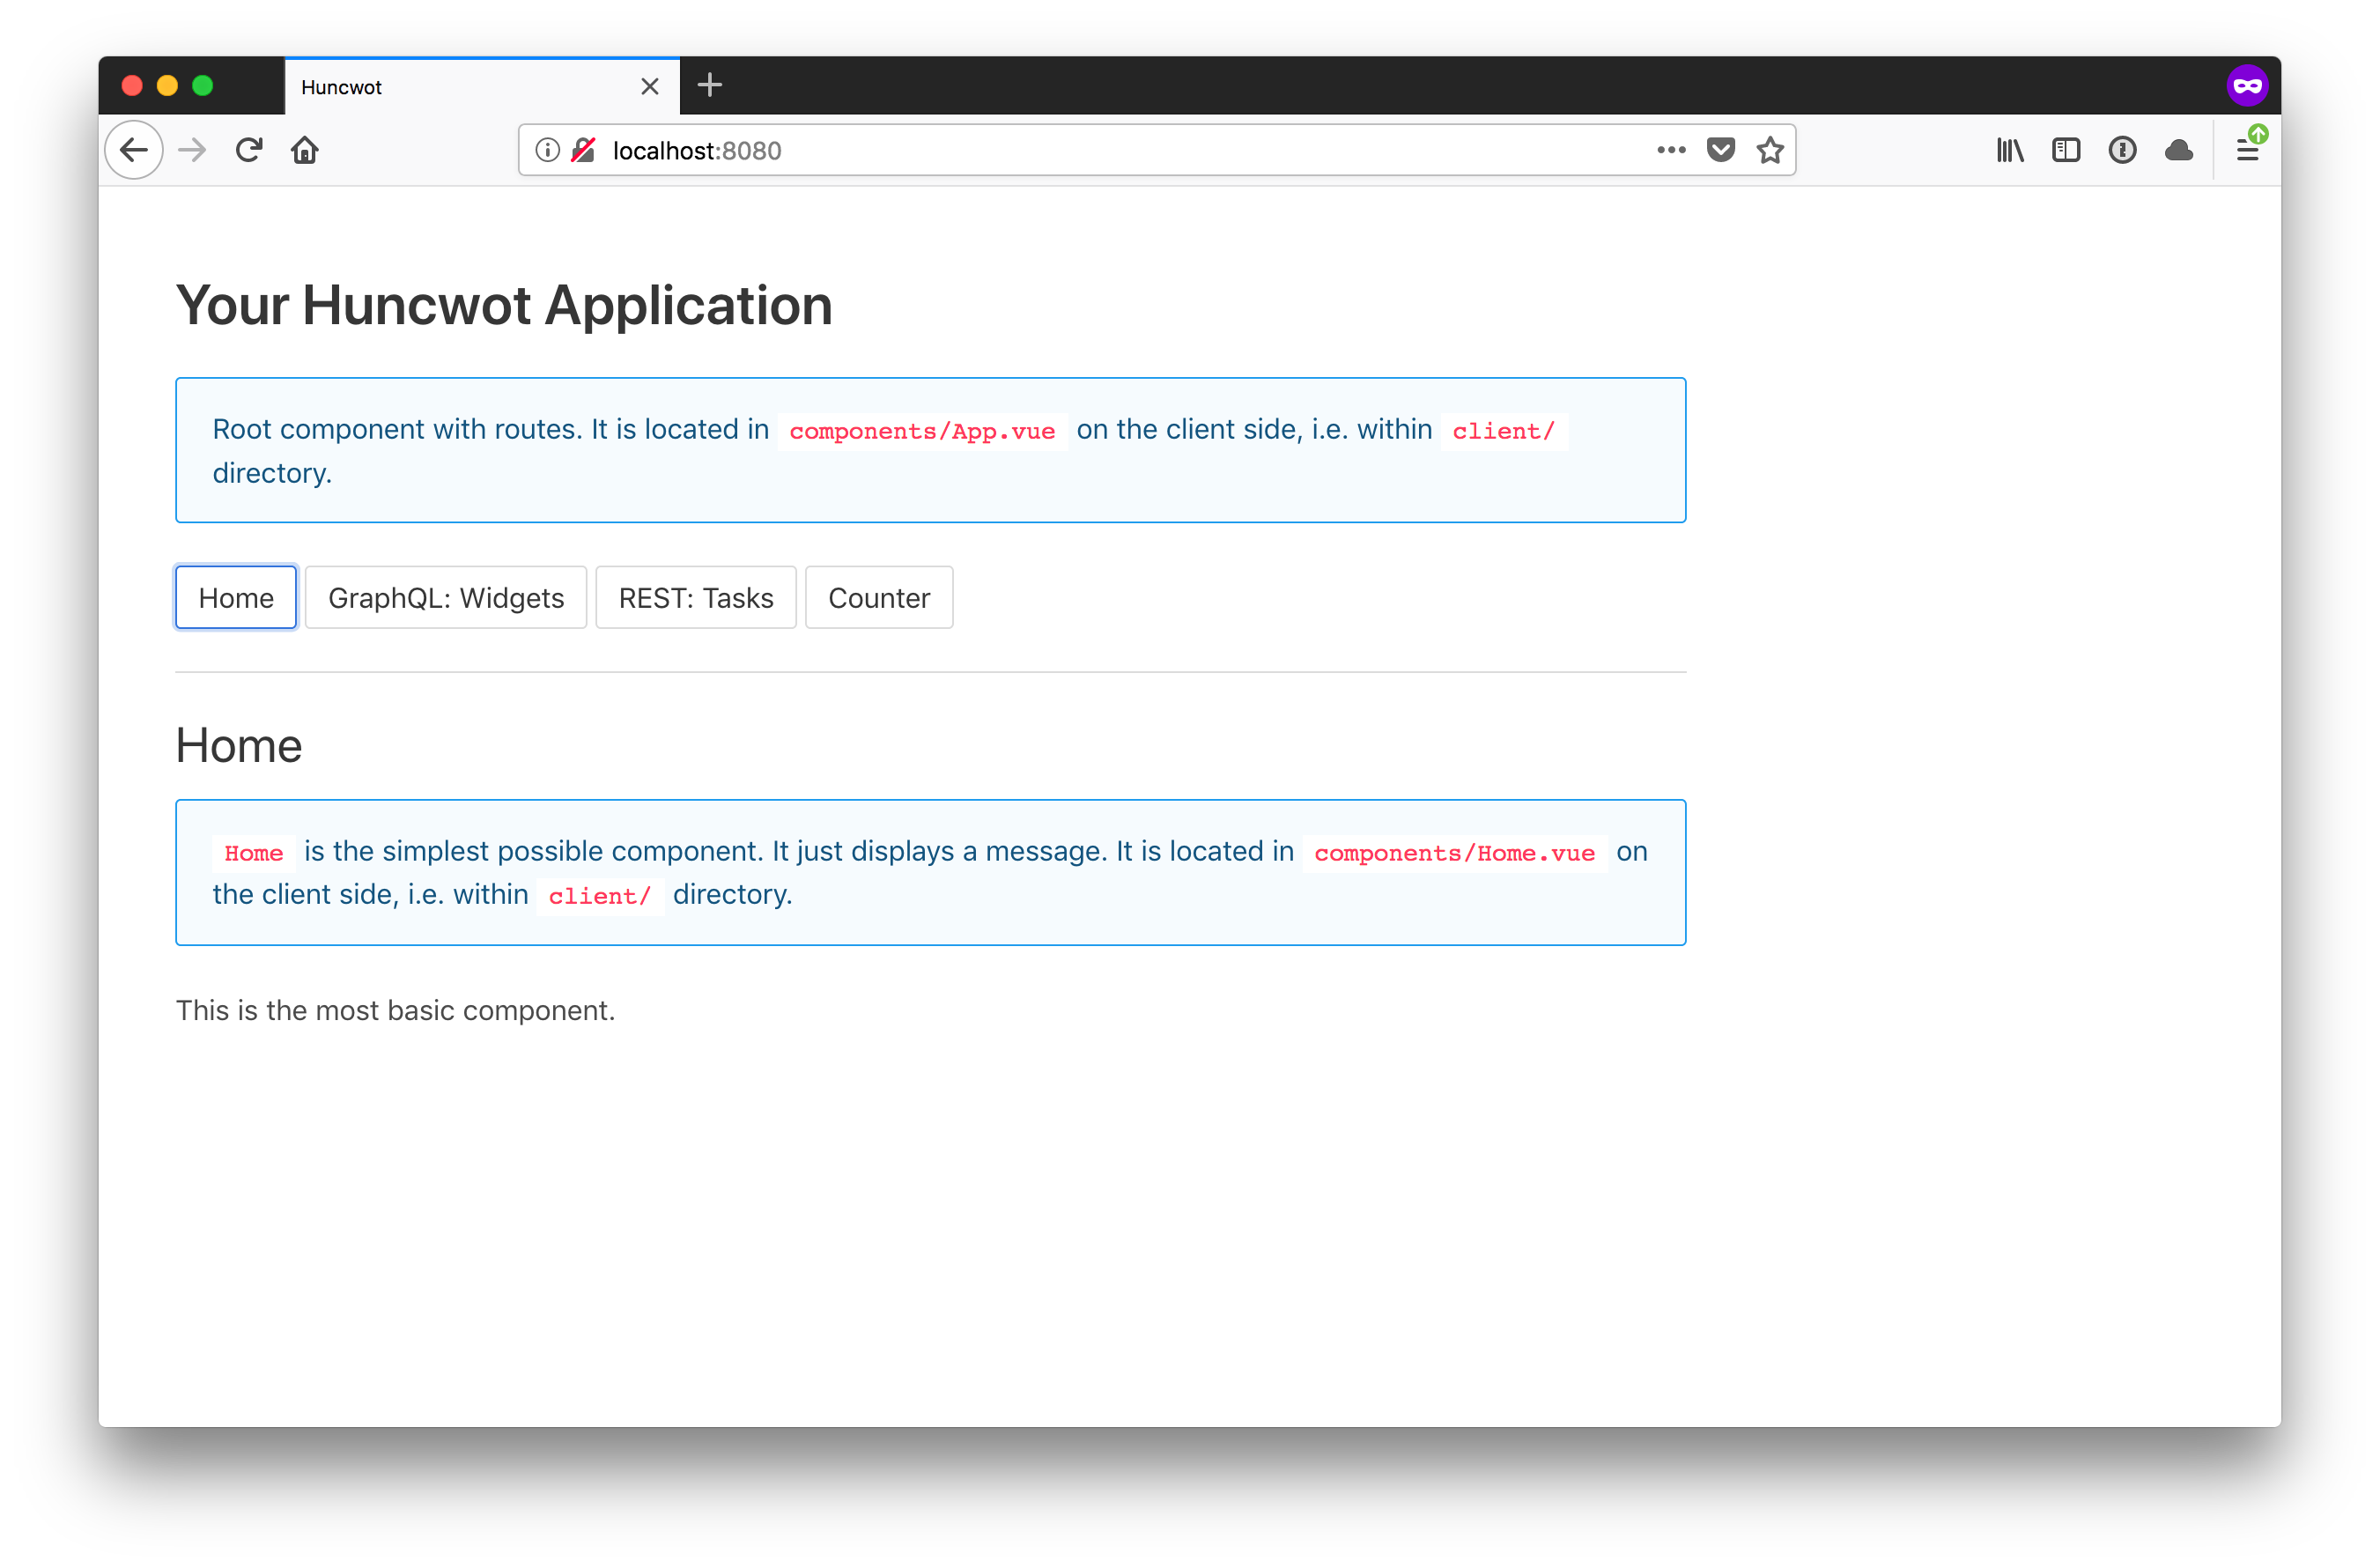 Huncwot
localhost:8080
Your Huncwot Application
Root component with routes. It is located in components/App.vue on the client side, i.e. within client/
directory.
Home GraphQL: Widgets REST: Tasks Counter
Home
Home is the simplest possible component. It just displays a message. It is located in components/Home.vue on
the client side, i.e. within client/ directory.
This is the most basic component.